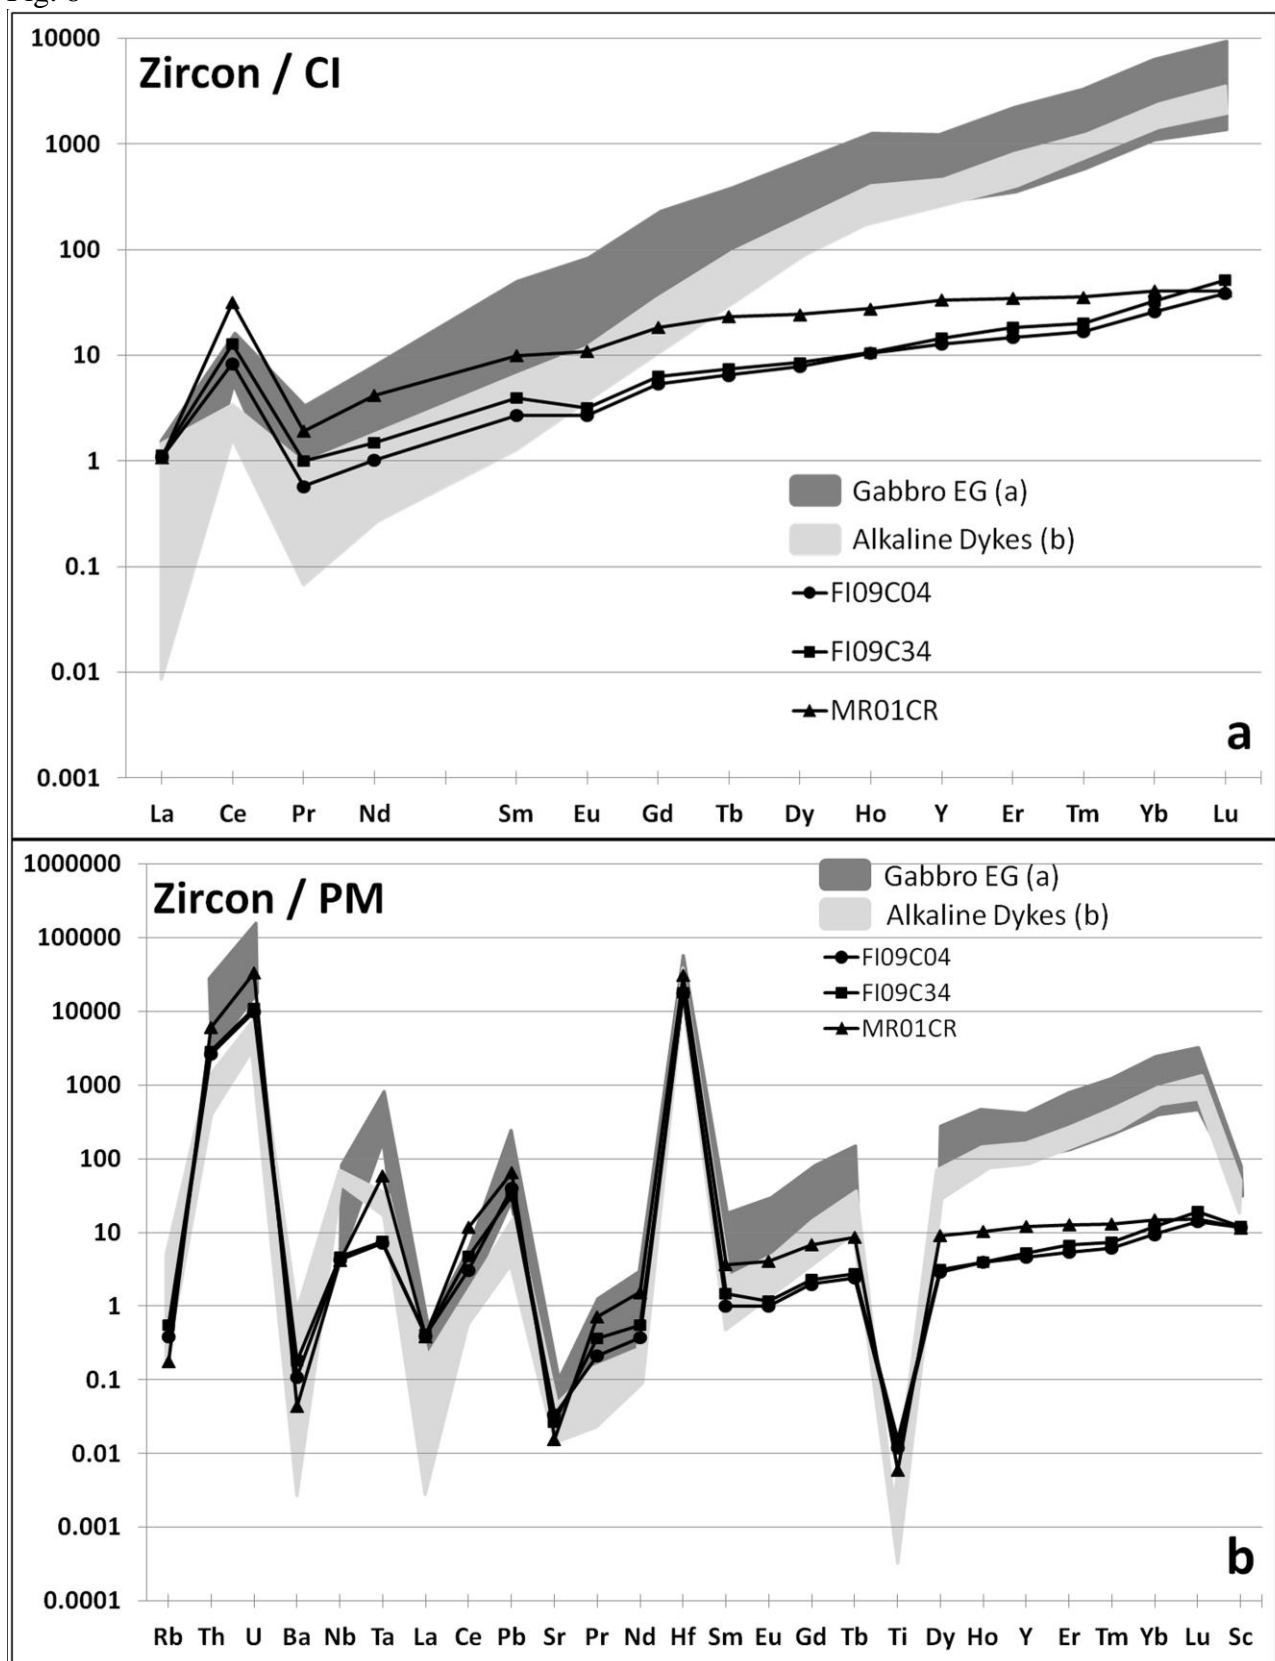 10000
Zircon / CI
1000
100
10
1
0.1
0.01
0.001
Gabbro EG (a)
Alkaline Dykes (b)
FI09C04
FI09C34
MR01CR
a
La Ce Pr Nd Sm Eu Gd Tb Dy Ho Y Er Tm Yb Lu
1000000
Zircon / PM
100000
10000
1000
100
10
1
0.1
0.01
0.001
0.0001
Gabbro EG (a)
Alkaline Dykes (b)
FI09C04
FI09C34
MR01CR
b
Rb Th U Ba Nb Ta La Ce Pb Sr Pr Nd Hf Sm Eu Gd Tb Ti Dy Ho Y Er Tm Yb Lu Sc